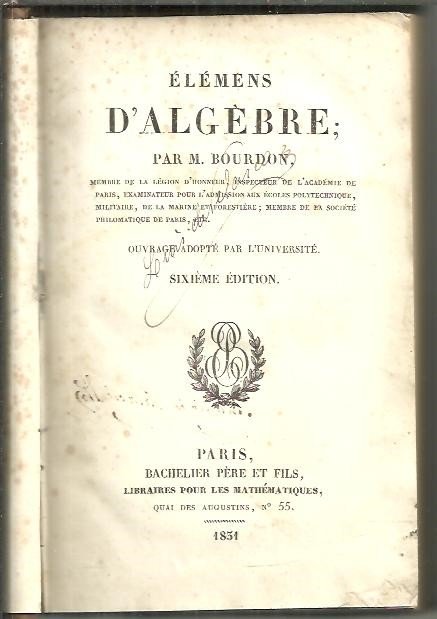 ÉLÉMENS
D'ALGÈBRE;
PAR M. BOURDON,
MEMBRE DE LA LÉGION D'HONNEUR, INSPECTEUR DE L'ACADÉMIE DE
PARIS, EXAMINATEUR POUR L'ADMISSION AUX ÉCOLES POLYTECHNIQUE,
MILITAIRE, DE LA MARINE ET FORESTIÈRE; MEMBRE DE LA SOCIÉTÉ
PHILOMATIQUE DE PARIS, ETC.
OUVRAGE ADOPTÉ PAR L'UNIVERSITÉ.
SIXIÈME ÉDITION.
PARIS,
BACHELIER PÈRE ET FILS,
LIBRAIRES POUR LES MATHÉMATIQUES,
QUAI DES AUGUSTINS, N° 55.
1831